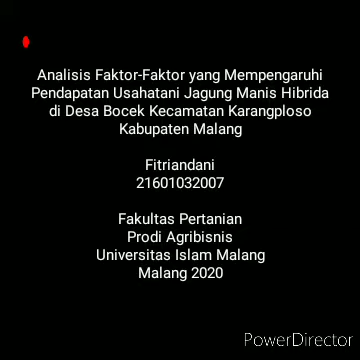 Analisis Faktor-Faktor yang Mempengaruhi
Pendapatan Usahatani Jagung Manis Hibrida
di Desa Bocek Kecamatan Karangploso
Kabupaten Malang
Fitriandani
21601032007
Fakultas Pertanian
Prodi Agribisnis
Universitas Islam Malang
Malang 2020
PowerDirector